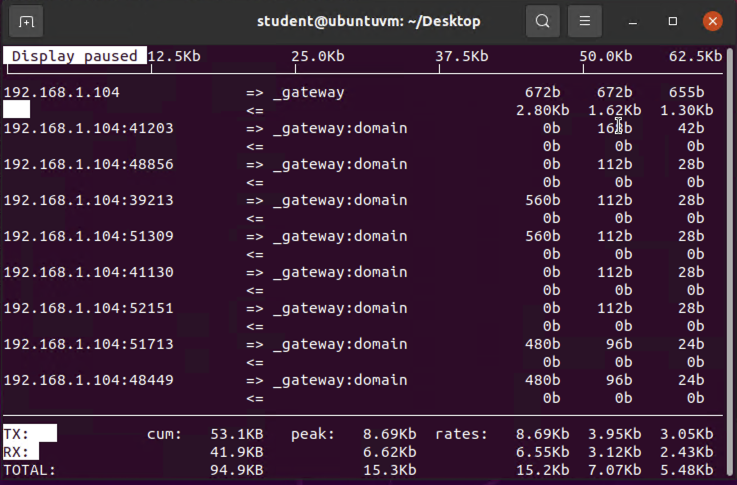 student@ubuntuvm: ~/Desktop
Display paused 12.5Kb 25.0Kb 37.5Kb 50.0Kb 62.5Kb
192.168.1.104 => _gateway 672b 672b 655b
<= 2.80Kb 1.62Kb 1.30Kb
192.168.1.104:41203 => _gateway:domain 0b 42b
<= 0b 0b 0b
192.168.1.104:48856 => _gateway:domain 0b 112b 28b
<= 0b 0b 0b
192.168.1.104:39213 => _gateway:domain 560b 112b 28b
<= 0b 0b 0b
192.168.1.104:51309 => _gateway:domain 560b 112b 28b
<= 0b 0b 0b
192.168.1.104:41130 => _gateway:domain 0b 112b 28b
<= 0b 0b 0b
192.168.1.104:52151 => _gateway:domain 0b 112b 28b
<= 0b 0b 0b
192.168.1.104:51713 => _gateway:domain 480b 96b 24b
<= 0b 0b 0b
192.168.1.104:48449 => _gateway:domain 480b 96b 24b
<= 0b 0b 0b
TX: cum: 53.1KB peak: 8.69Kb rates: 8.69Kb 3.95Kb 3.05Kb
RX: 41.9KB 6.62Kb 6.55Kb 3.12Kb 2.43Kb
TOTAL: 94.9KB 15.3Kb 15.2Kb 7.07Kb 5.48Kb